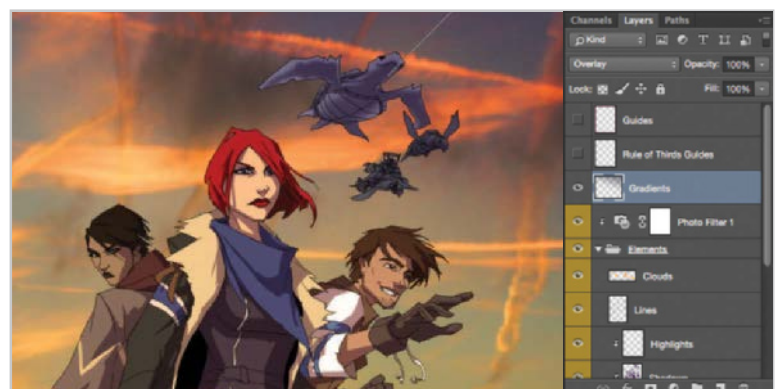 Channels Layers Paths
Kind
Overlay Opacity: 100%
Lock: Fill: 100%
Guides
Rule of Thirds Guides
Gradients
Photo Filter 1
Elements
Clouds
Lines
Highlights
Shadows